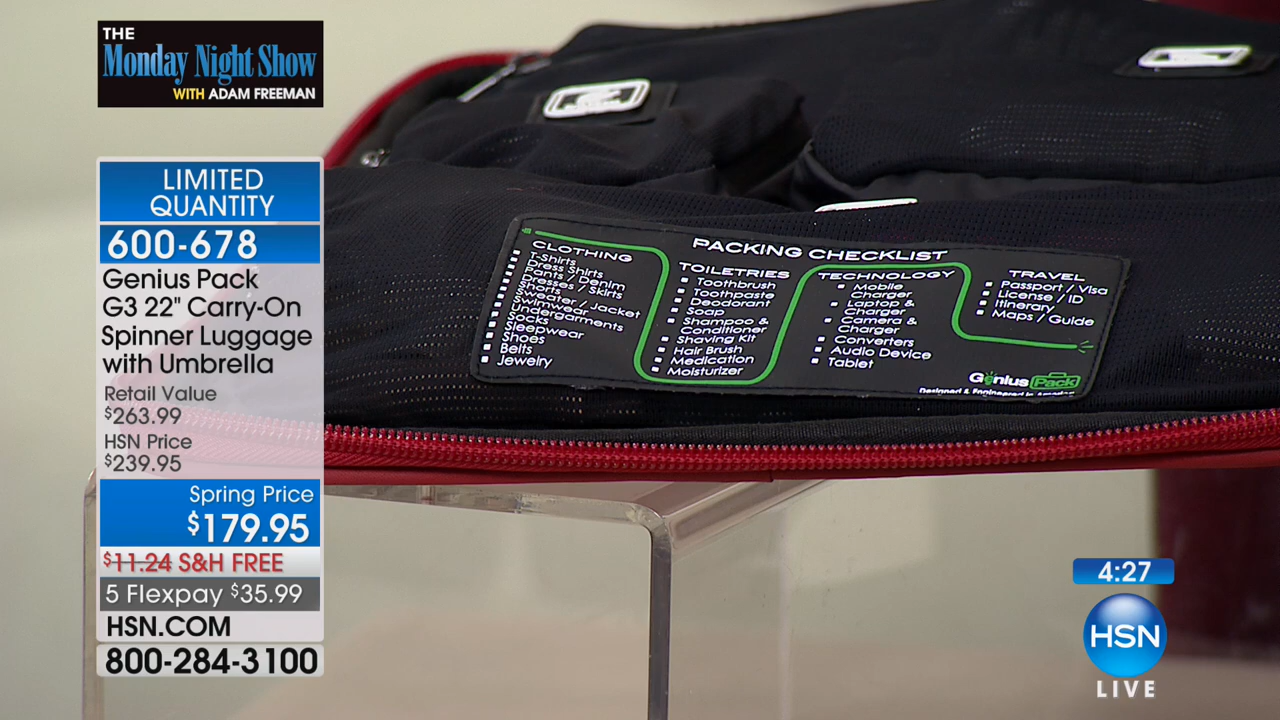 THE
Monday Night Show
WITH ADAM FREEMAN
LIMITED
QUANTITY
600-678
Genius Pack
G3 22" Carry-On
Spinner Luggage
with Umbrella
Retail Value
$263.99
HSN Price
$239.95
Spring Price
$179.95
$11.24 S&H FREE
5 Flexpay $35.99
HSN.COM
800-284-3100
PACKING CHECKLIST
CLOTHING
T-Shirts
Dress Shirts
Pants / Denim
Dresses / Skirts
Shorts
Sweater / Jacket
Swimwear
Undergarments
Socks
Sleepwear
Shoes
Belts
Jewelry
TOILETRIES
Toothbrush
Toothpaste
Deodorant
Soap
Shampoo &
Conditioner
Shaving Kit
Hair Brush
Medication
Moisturizer
TECHNOLOGY
Mobile
Charger
Laptop &
Charger
Camera &
Charger
Converters
Audio Device
Tablet
TRAVEL
Passport / Visa
License / ID
Itinerary
Maps / Guide
Genius Pack
Designed & Engineered in America
4:27
HSN
LIVE